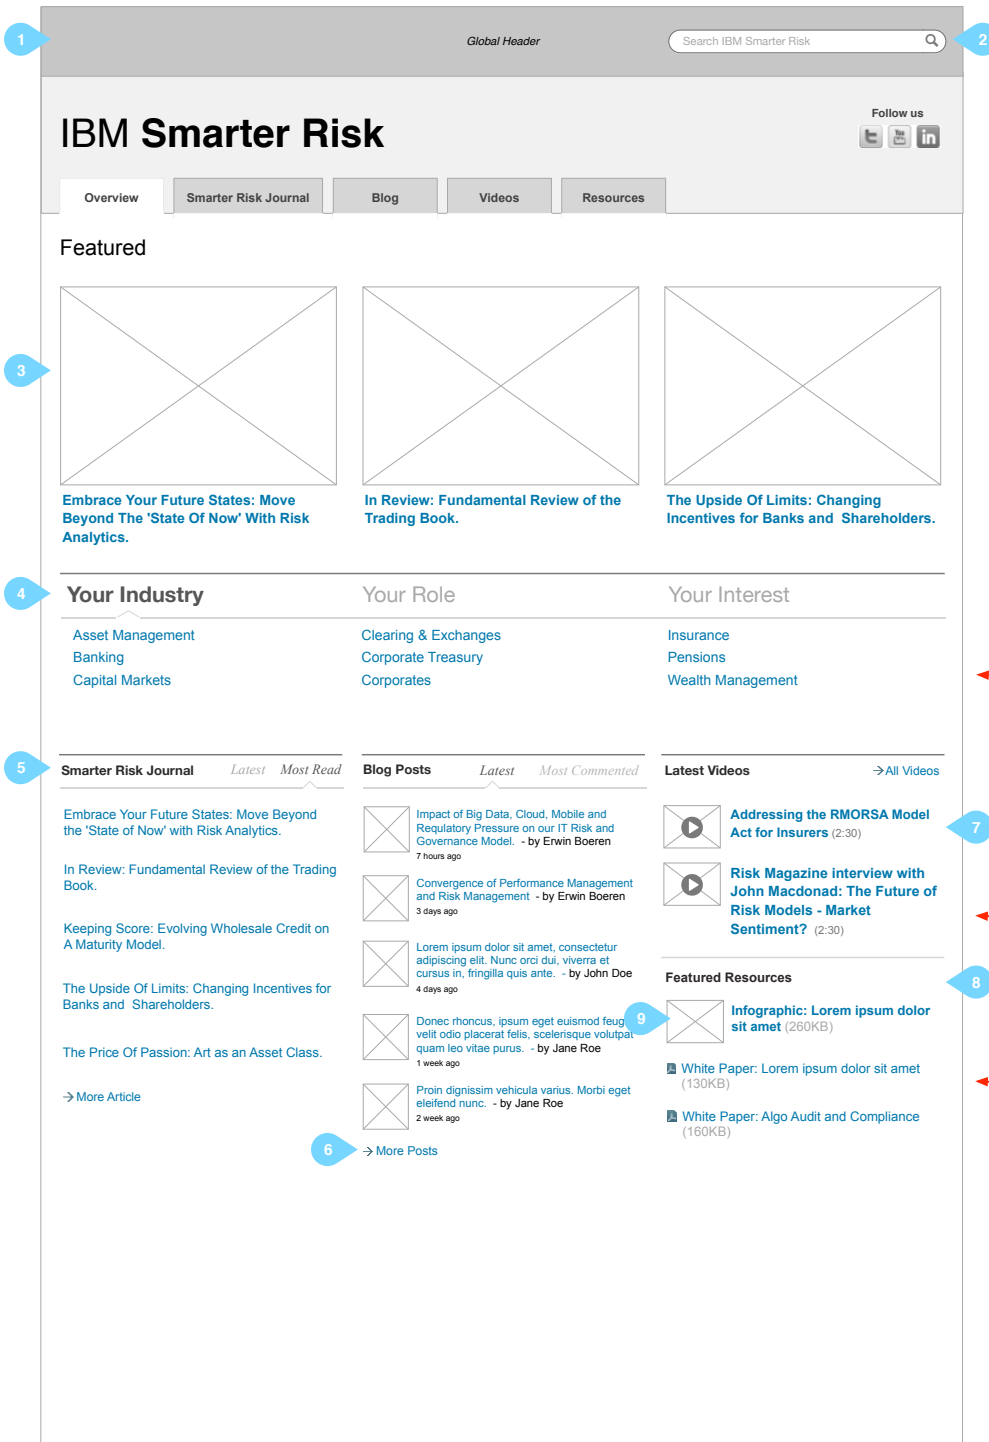 1
Global Header
Search IBM Smarter Risk
2
IBM Smarter Risk
Follow us
You
in
Overview
Smarter Risk Journal
Blog
Videos
Resources
Featured
3
Embrace Your Future States: Move
Beyond The 'State Of Now' With Risk
Analytics.
In Review: Fundamental Review of the
Trading Book.
The Upside Of Limits: Changing
Incentives for Banks and Shareholders.
4
Your Industry
Your Role
Your Interest
Asset Management
Banking
Capital Markets
Clearing & Exchanges
Corporate Treasury
Corporates
Insurance
Pensions
Wealth Management
5
Smarter Risk Journal
Latest
Most Read
Embrace Your Future States: Move Beyond
the 'State of Now' with Risk Analytics.
In Review: Fundamental Review of the Trading
Book.
Keeping Score: Evolving Wholesale Credit on
A Maturity Model.
The Upside Of Limits: Changing Incentives for
Banks and Shareholders.
The Price Of Passion: Art as an Asset Class.
More Article
Blog Posts
Latest
Most Commented
Impact of Big Data, Cloud, Mobile and
Requlatory Pressure on our IT Risk and
Governance Model. - by Erwin Boeren
7 hours ago
Convergence of Performance Management
and Risk Management - by Erwin Boeren
3 days ago
Lorem ipsum dolor sit amet, consectetur
adipiscing elit. Nunc orci dui, viverra et
cursus in, fringilla quis ante. - by John Doe
4 days ago
Donec rhoncus, ipsum eget euismod feug
velit odio placerat felis, scelerisque volutpat
quam leo vitae purus. - by Jane Roe
1 week ago
Proin dignissim vehicula varius. Morbi eget
eleifend nunc. - by Jane Roe
2 week ago
6
More Posts
Latest Videos
All Videos
Addressing the RMORSA Model
Act for Insurers (2:30)
7
Risk Magazine interview with
John Macdonad: The Future of
Risk Models - Market
Sentiment? (2:30)
Featured Resources
8
9
Infographic: Lorem ipsum dolor
sit amet (260KB)
White Paper: Lorem ipsum dolor sit amet
(130KB)
White Paper: Algo Audit and Compliance
(160KB)